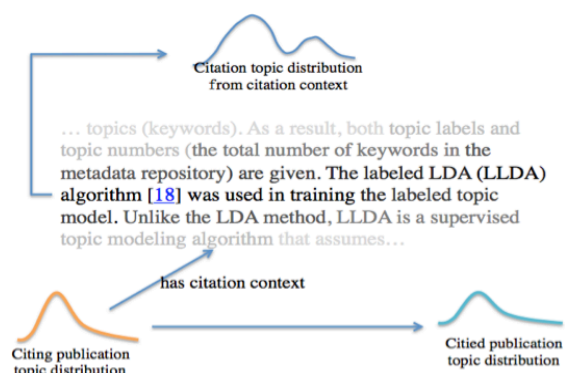 Citation topic distribution
from citation context
… topics (keywords). As a result, both topic labels and
topic numbers (the total number of keywords in the
metadata repository) are given. The labeled LDA (LLDA)
algorithm [18] was used in training the labeled topic
model. Unlike the LDA method, LLDA is a supervised
topic modeling algorithm that assumes…
has citation context
Citing publication
topic distribution
Citied publication
topic distribution